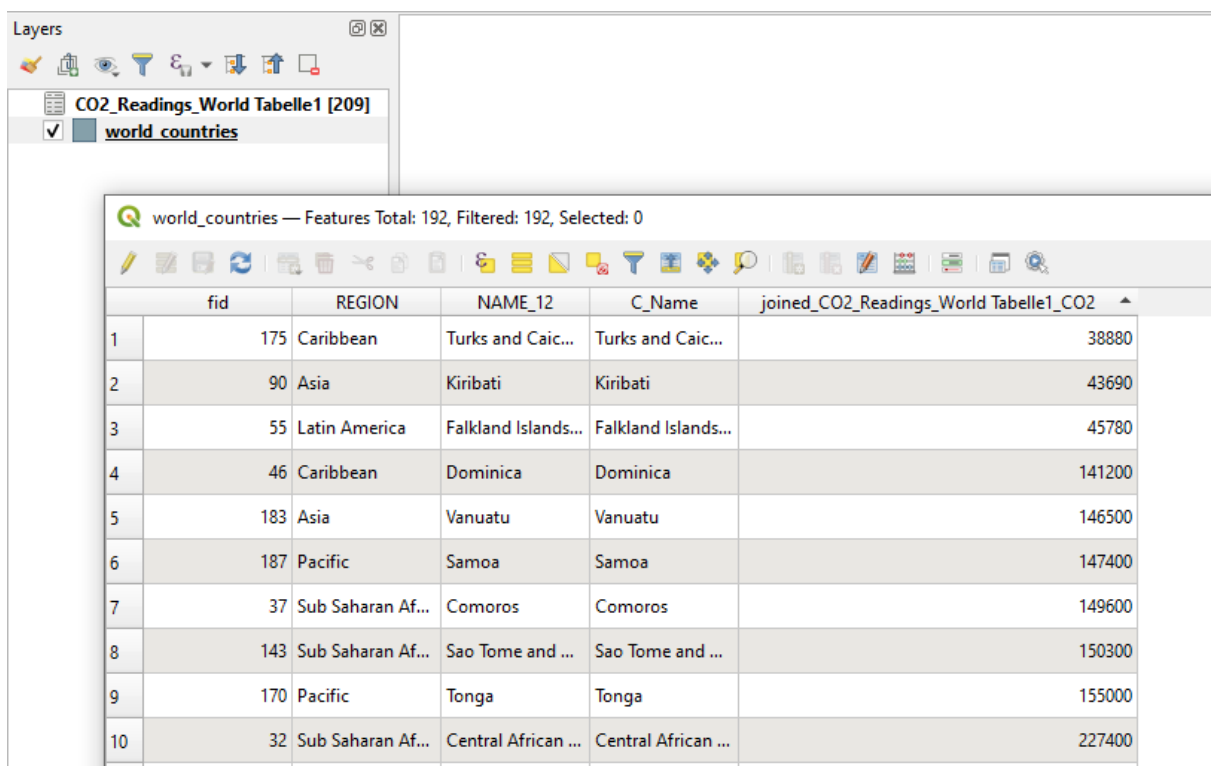 Layers
CO2_Readings_World Tabelle1 [209]
world_countries
world_countries — Features Total: 192, Filtered: 192, Selected: 0
fid REGION NAME_12 C_Name joined_CO2_Readings_World Tabelle1_CO2
1 175 Caribbean Turks and Caic... Turks and Caic... 38880
2 90 Asia Kiribati Kiribati 43690
3 55 Latin America Falkland Islands... Falkland Islands... 45780
4 46 Caribbean Dominica Dominica 141200
5 183 Asia Vanuatu Vanuatu 146500
6 187 Pacific Samoa Samoa 147400
7 37 Sub Saharan Af... Comoros Comoros 149600
8 143 Sub Saharan Af... Sao Tome and ... Sao Tome and ... 150300
9 170 Pacific Tonga Tonga 155000
10 32 Sub Saharan Af... Central African ... Central African ... 227400